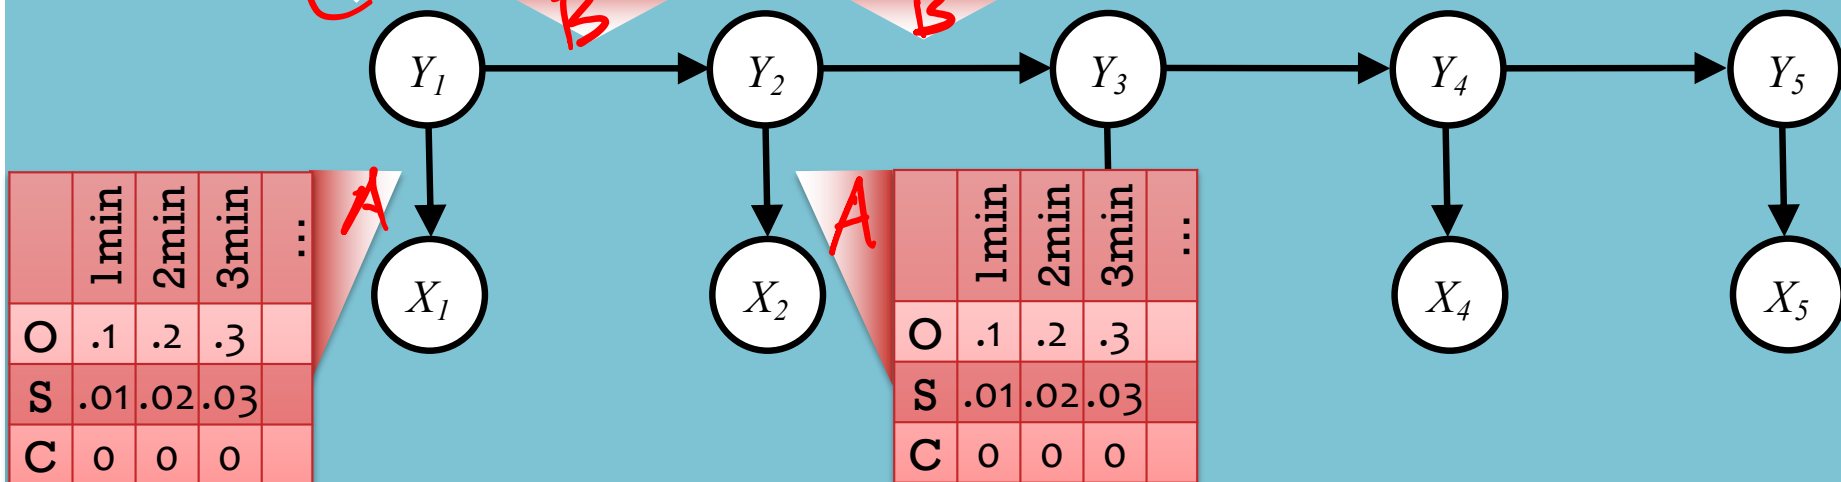 C B B
Y1 Y2 Y3 Y4 Y5
A A
X1 X2 X4 X5
1min 2min 3min ...
O .1 .2 .3
S .01 .02 .03
C 0 0 0
1min 2min 3min ...
O .1 .2 .3
S .01 .02 .03
C 0 0 0